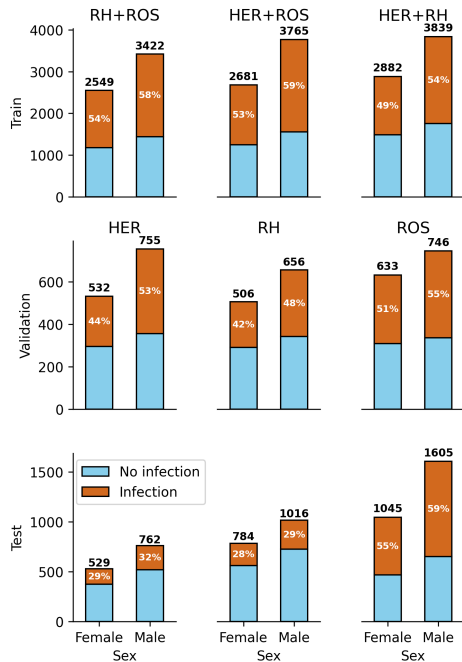 RH+ROS HER+ROS HER+RH
4000
3422 3765 3839
3000
2549 2681 2882
58% 59% 54%
54% 53% 49%
2000
1000
0
Train
HER RH ROS
755 656 746
532 506 633
600
53% 48% 55%
44% 42% 51%
400
200
0
Validation
No infection
Infection
1605
1500
1045
1016
1000
784
762
529
59%
55%
29%
28%
32%
29%
500
0
Test
Female Male Female Male Female Male
Sex Sex Sex